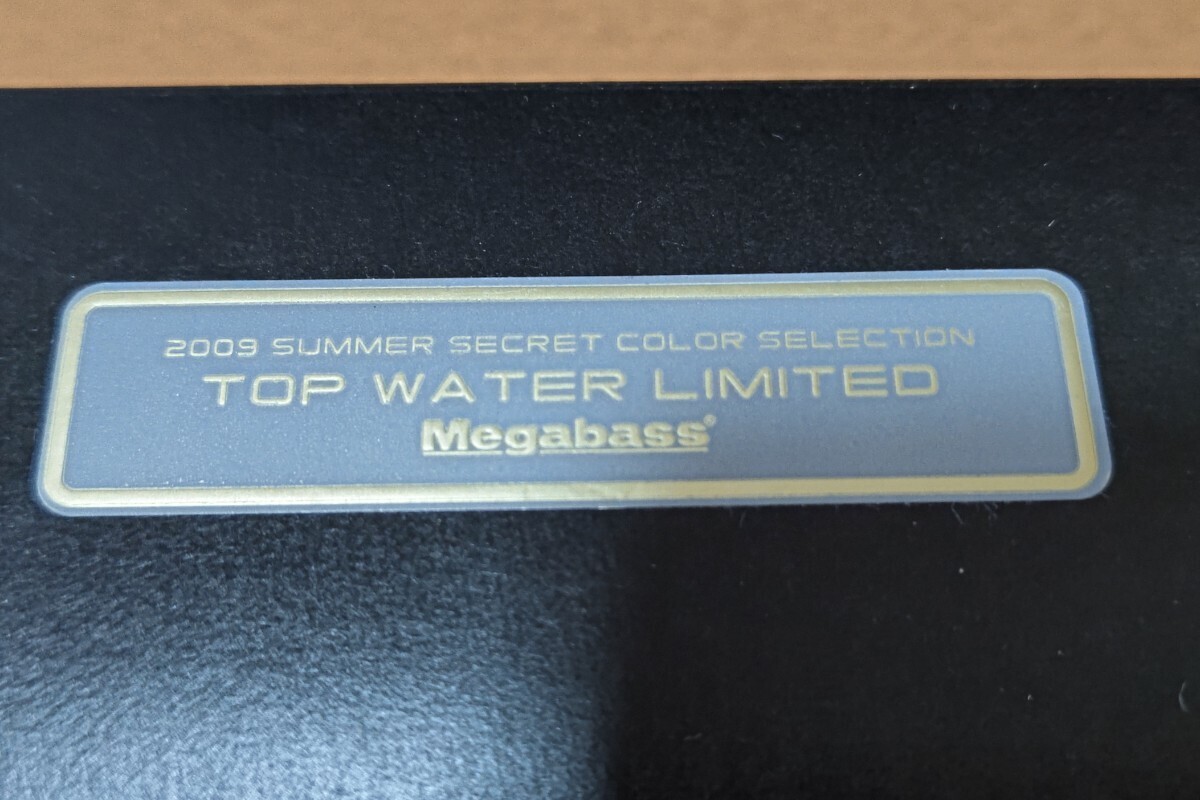 2009 SUMMER SECRET COLOR SELECTION
TOP WATER LIMITED
Megabass®